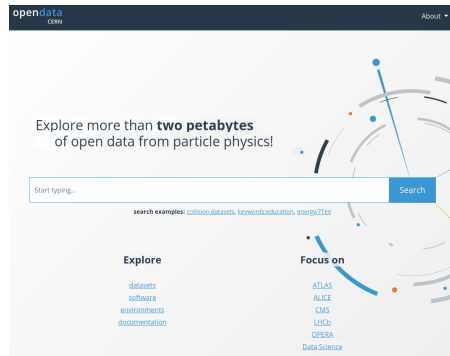 opendata
CERN
About
Explore more than two petabytes
of open data from particle physics!
Start typing...
Search
search examples: collision datasets, keywords:education, energy:7TeV
Explore
datasets
software
environments
documentation
Focus on
ATLAS
ALICE
CMS
LHCb
OPERA
Data Science